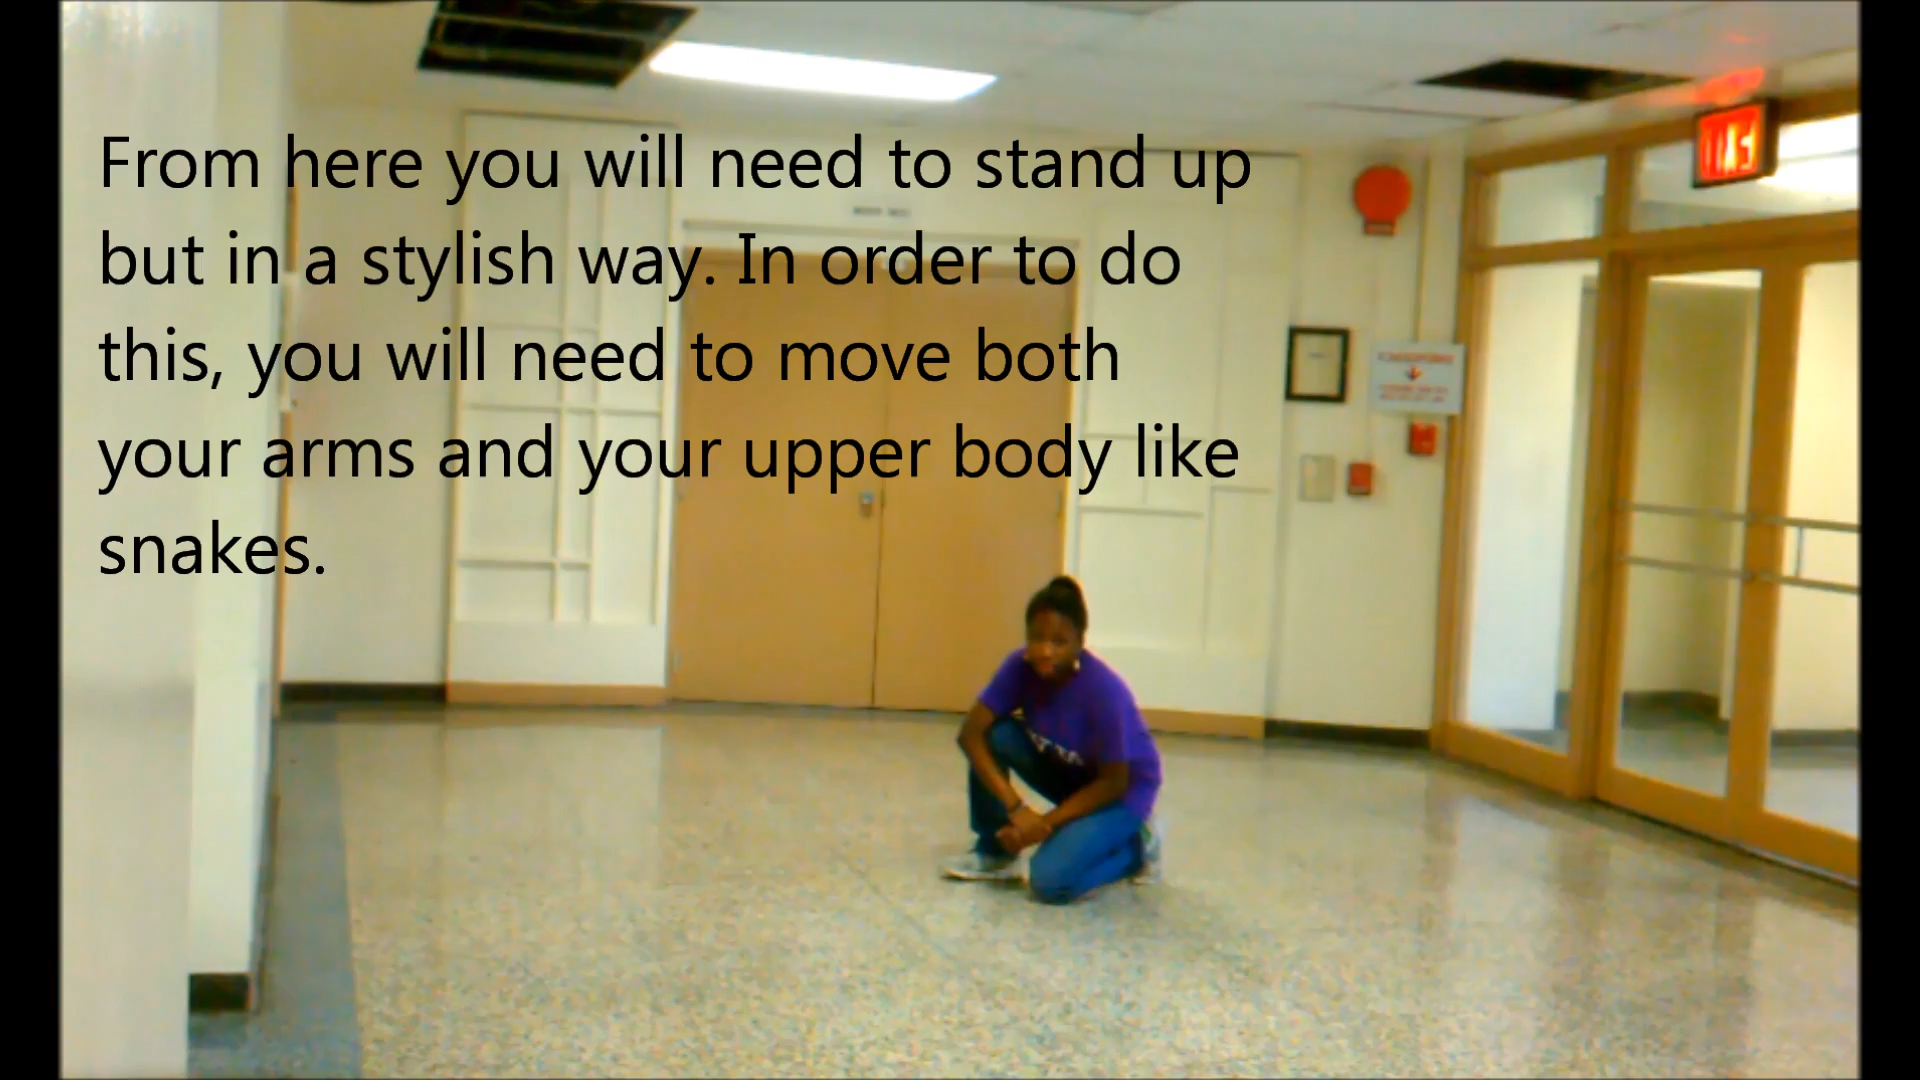 From here you will need to stand up
but in a stylish way. In order to do
this, you will need to move both
your arms and your upper body like
snakes.